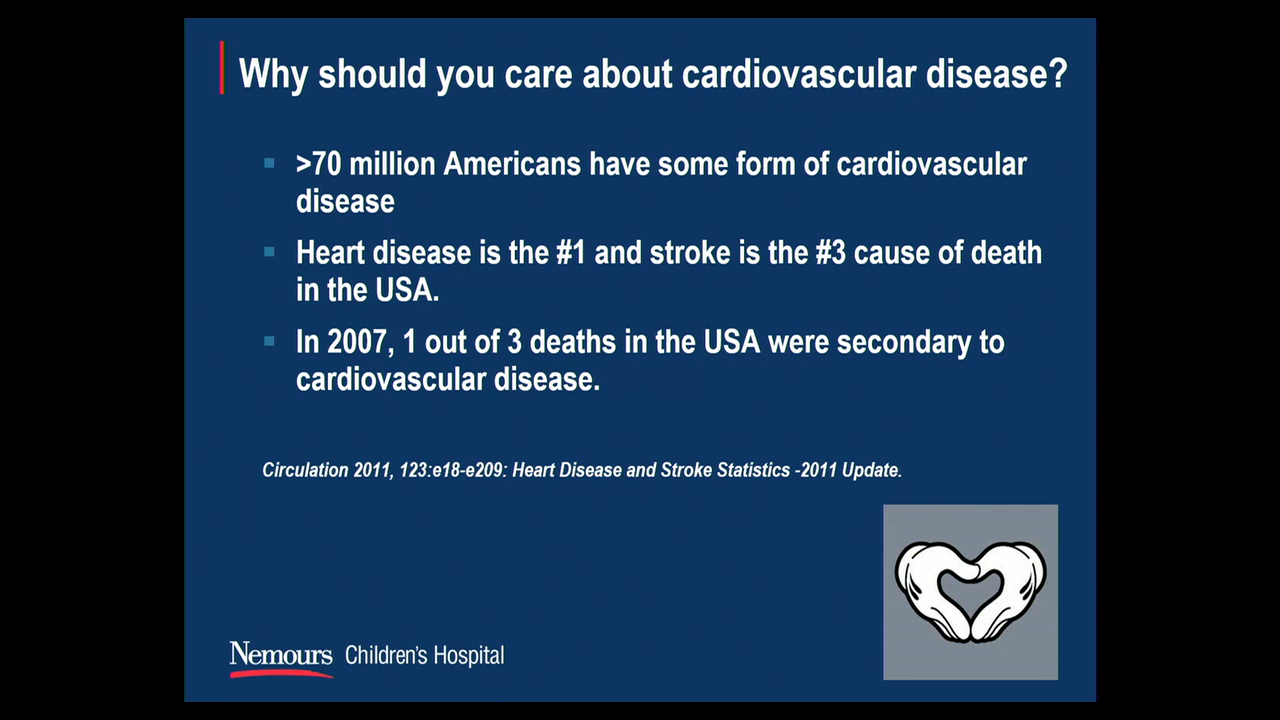 Why should you care about cardiovascular disease?
>70 million Americans have some form of cardiovascular
disease
Heart disease is the #1 and stroke is the #3 cause of death
in the USA.
In 2007, 1 out of 3 deaths in the USA were secondary to
cardiovascular disease.
Circulation 2011, 123:e18-e209: Heart Disease and Stroke Statistics -2011 Update.
Nemours Children's Hospital